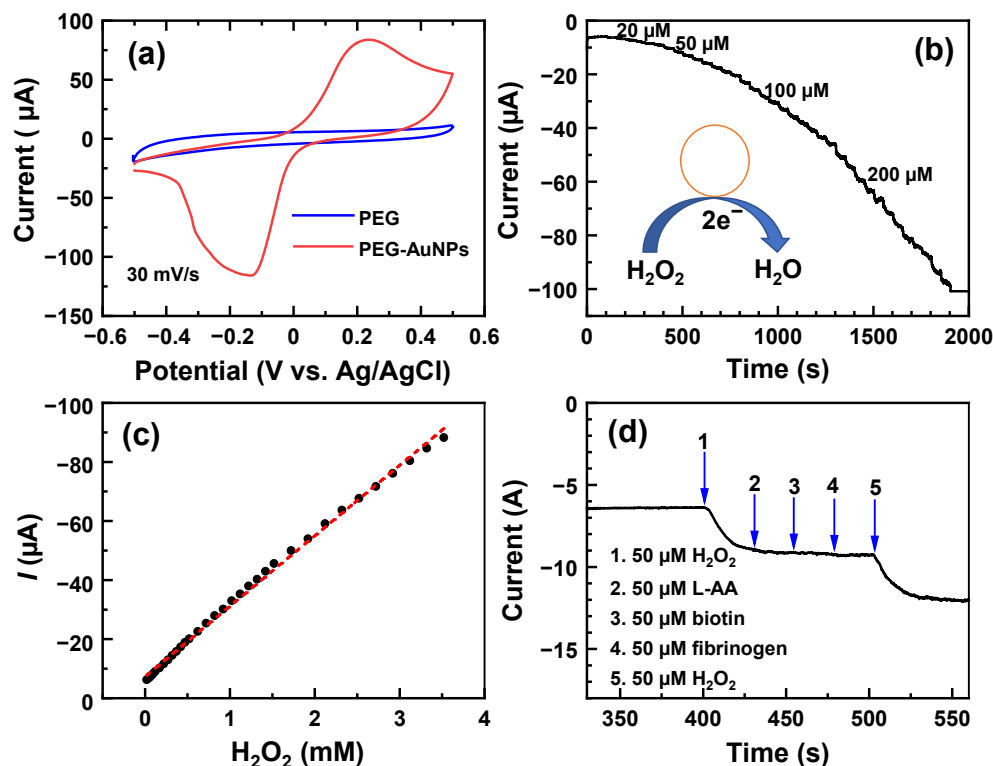 (a)
100
50
0
−50
−100
−150
Current ( μA)
PEG
PEG-AuNPs
30 mV/s
−0.6
−0.4
−0.2
0
0.2
0.4
0.6
Potential (V vs. Ag/AgCl)
(b)
0
−20
−40
−60
−80
−100
Current (μA)
20 μM
50 μM
100 μM
200 μM
2e⁻
H₂O₂
H₂O
0
500
1000
1500
2000
Time (s)
(c)
−100
−80
−60
−40
−20
0
I (μA)
0
1
2
3
4
H₂O₂ (mM)
(d)
0
−5
−10
−15
Current (A)
1
2
3
4
5
1. 50 μM H₂O₂
2. 50 μM L-AA
3. 50 μM biotin
4. 50 μM fibrinogen
5. 50 μM H₂O₂
350
400
450
500
550
Time (s)